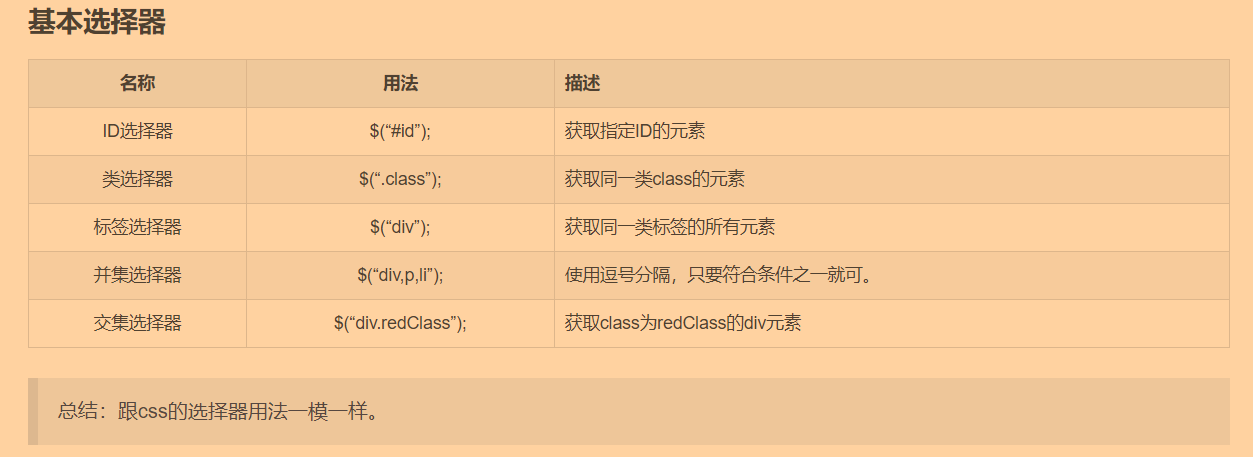 基本选择器
名称 用法 描述
ID选择器 $(“#id”); 获取指定ID的元素
类选择器 $(“.class”); 获取同一类class的元素
标签选择器 $(“div”); 获取同一类标签的所有元素
并集选择器 $(“div,p,li”); 使用逗号分隔，只要符合条件之一就可。
交集选择器 $(“div.redClass”); 获取class为redClass的div元素
总结：跟css的选择器用法一模一样。